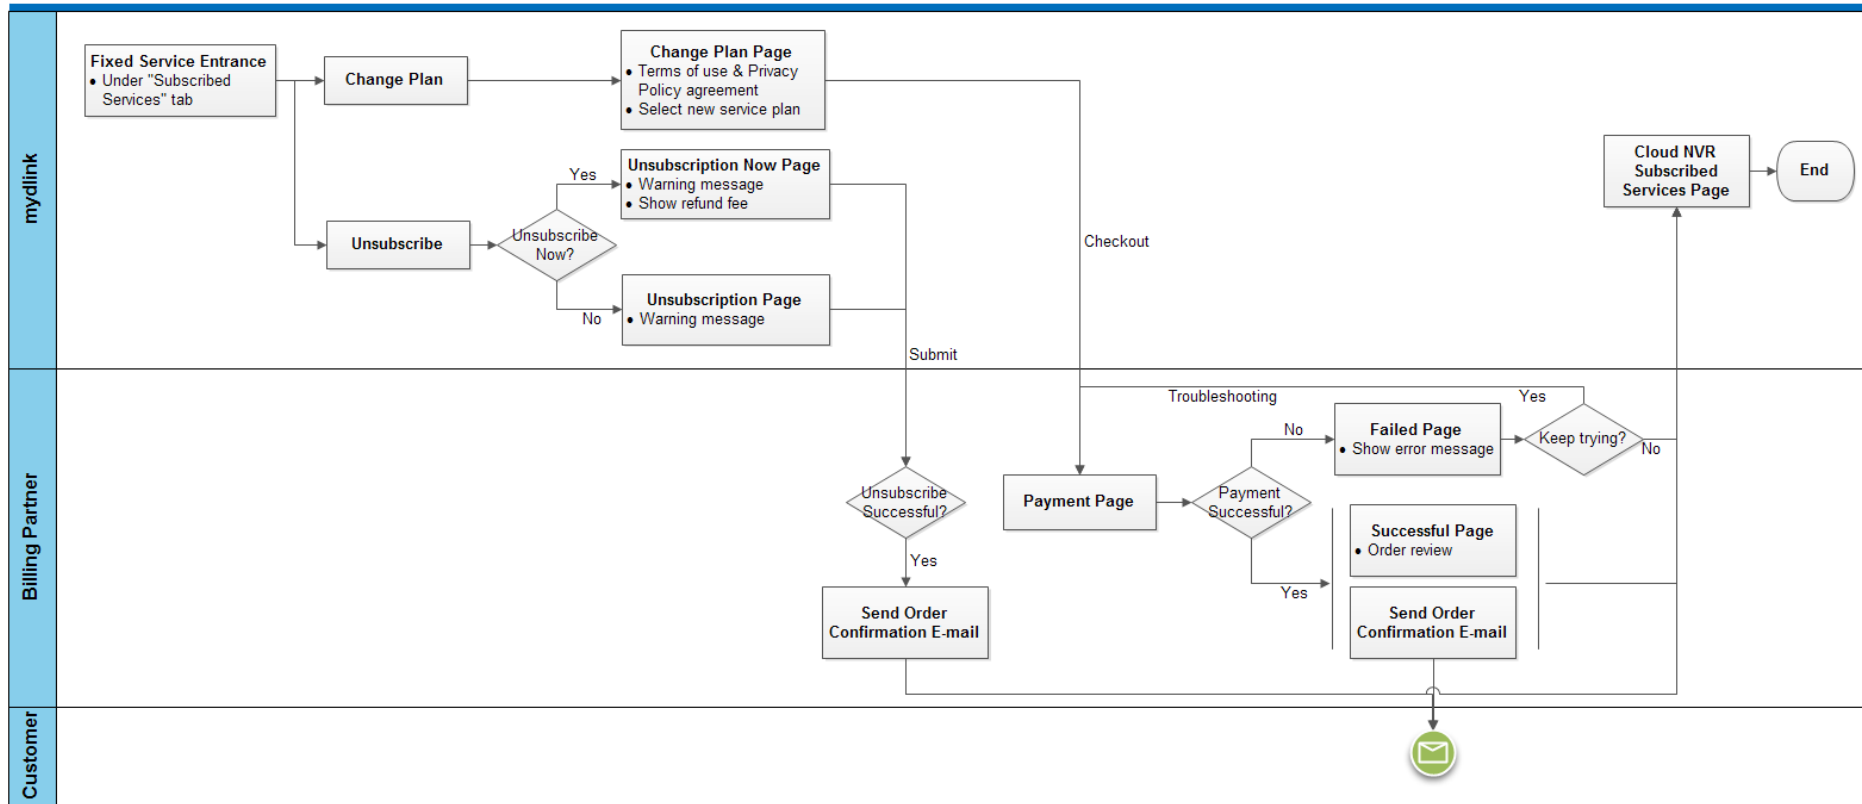 mydlink
Fixed Service Entrance
• Under "Subscribed
Services" tab
Change Plan
Change Plan Page
• Terms of use & Privacy
Policy agreement
• Select new service plan
Unsubscribe
Unsubscribe
Now?
Yes
Unsubscription Now Page
• Warning message
• Show refund fee
No
Unsubscription Page
• Warning message
Submit
Checkout
Cloud NVR
Subscribed
Services Page
End
Billing Partner
Unsubscribe
Successful?
Yes
Send Order
Confirmation E-mail
Payment Page
Payment
Successful?
No
Failed Page
• Show error message
Keep trying?
Yes
Troubleshooting
No
Yes
Successful Page
• Order review
Send Order
Confirmation E-mail
Customer